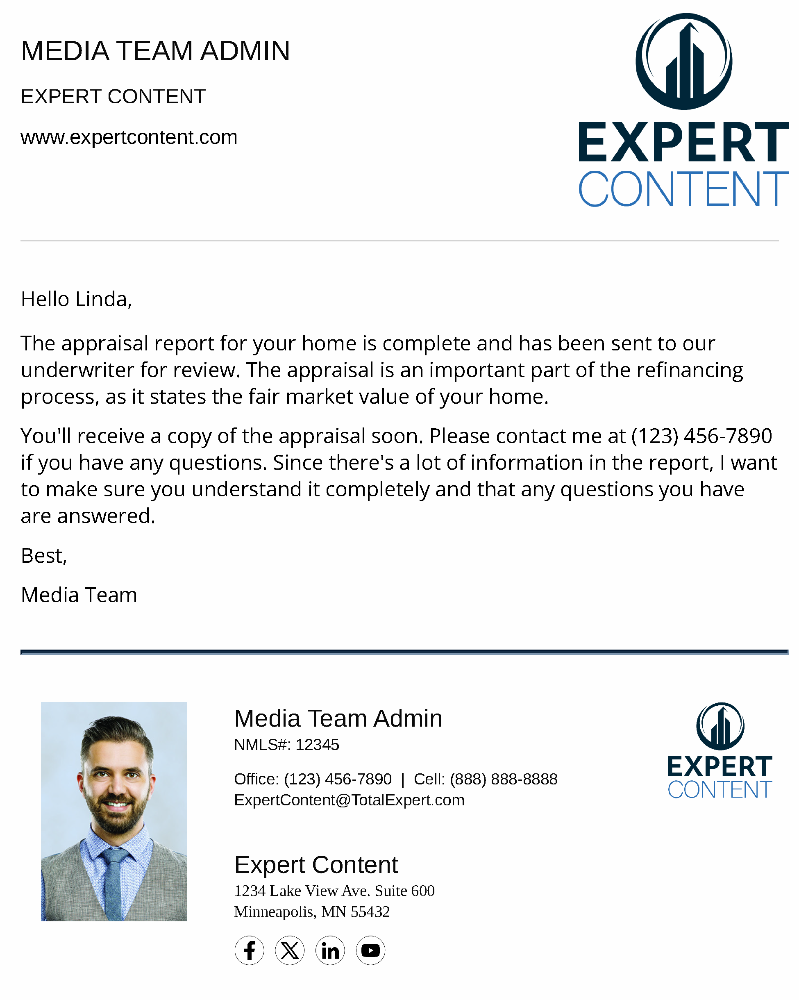 MEDIA TEAM ADMIN
EXPERT CONTENT
www.expertcontent.com
EXPERT
CONTENT
Hello Linda,
The appraisal report for your home is complete and has been sent to our
underwriter for review. The appraisal is an important part of the refinancing
process, as it states the fair market value of your home.
You'll receive a copy of the appraisal soon. Please contact me at (123) 456-7890
if you have any questions. Since there's a lot of information in the report, I want
to make sure you understand it completely and that any questions you have
are answered.
Best,
Media Team
Media Team Admin
NMLS#: 12345
Office: (123) 456-7890 | Cell: (888) 888-8888
ExpertContent@TotalExpert.com
EXPERT
CONTENT
Expert Content
1234 Lake View Ave. Suite 600
Minneapolis, MN 55432